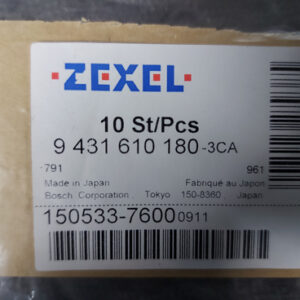 ZEXEL
10 St/Pcs
9 431 610 180-3CA
-791 961
Made in Japan Fabriqué au Japon
Bosch Corporation, Tokyo 150-8360, Japan
150533-7600 0911